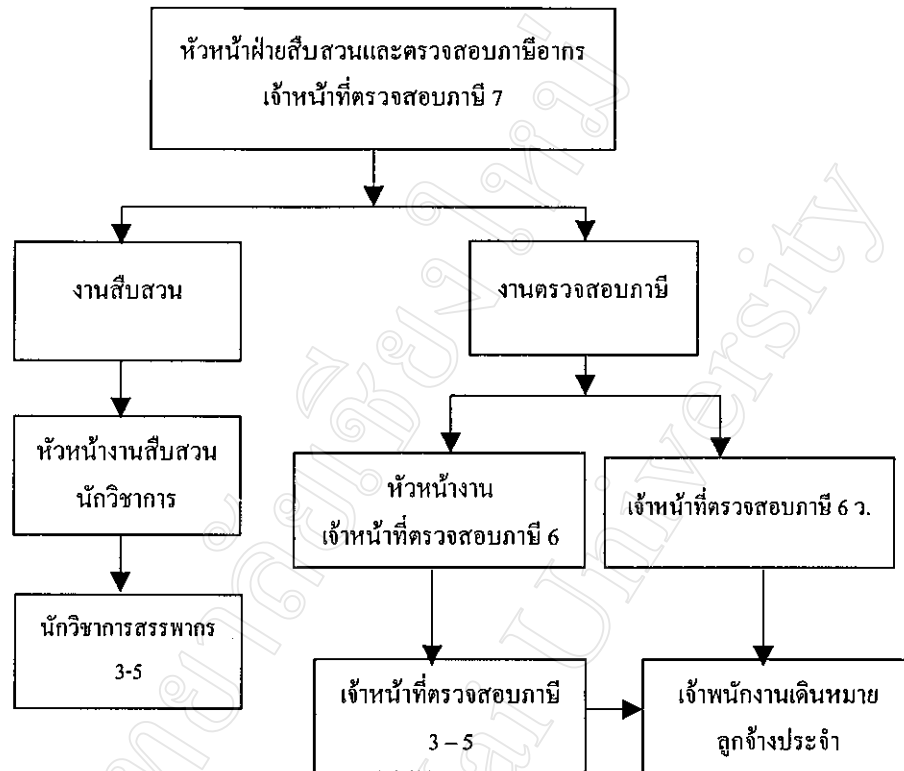 หัวหน้าฝ่ายสืบสวนและตรวจสอบภาษีอากร
เจ้าหน้าที่ตรวจสอบภาษี 7
งานสืบสวน
งานตรวจสอบภาษี
หัวหน้างานสืบสวน
นักวิชาการ
หัวหน้างาน
เจ้าหน้าที่ตรวจสอบภาษี 6
เจ้าหน้าที่ตรวจสอบภาษี 6 ว.
นักวิชาการสรรพากร
3-5
เจ้าหน้าที่ตรวจสอบภาษี
3 – 5
เจ้าพนักงานเดินหมาย
ลูกจ้างประจำ
University